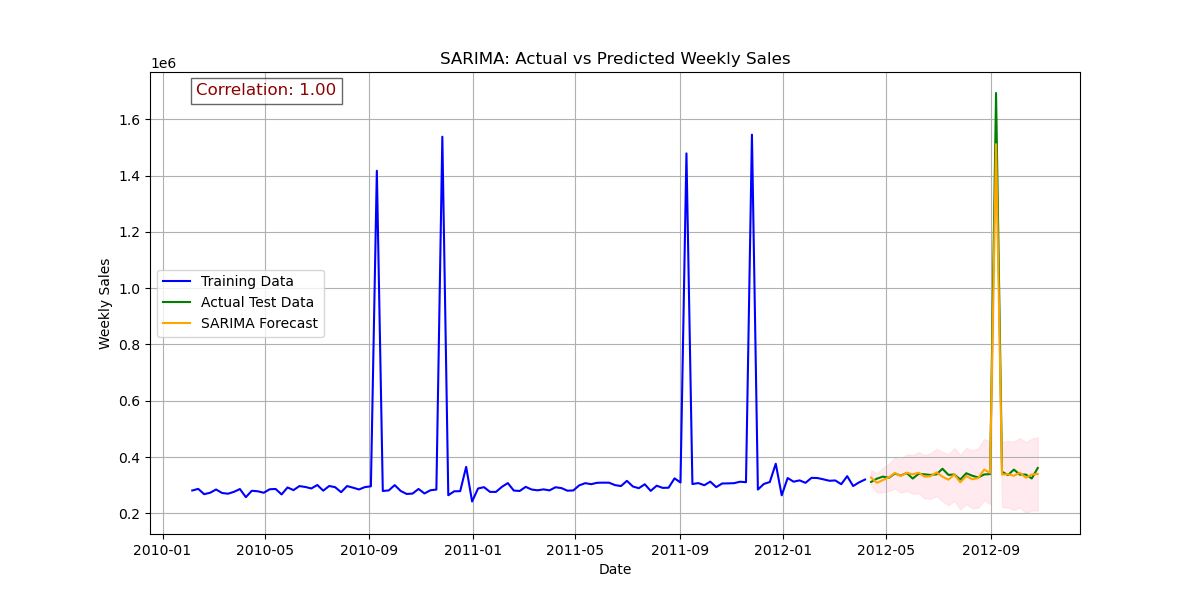 SARIMA: Actual vs Predicted Weekly Sales
1e6
Correlation: 1.00
1.6
1.4
1.2
1.0
0.8
0.6
0.4
0.2
Weekly Sales
Training Data
Actual Test Data
SARIMA Forecast
2010-01 2010-05 2010-09 2011-01 2011-05 2011-09 2012-01 2012-05 2012-09
Date